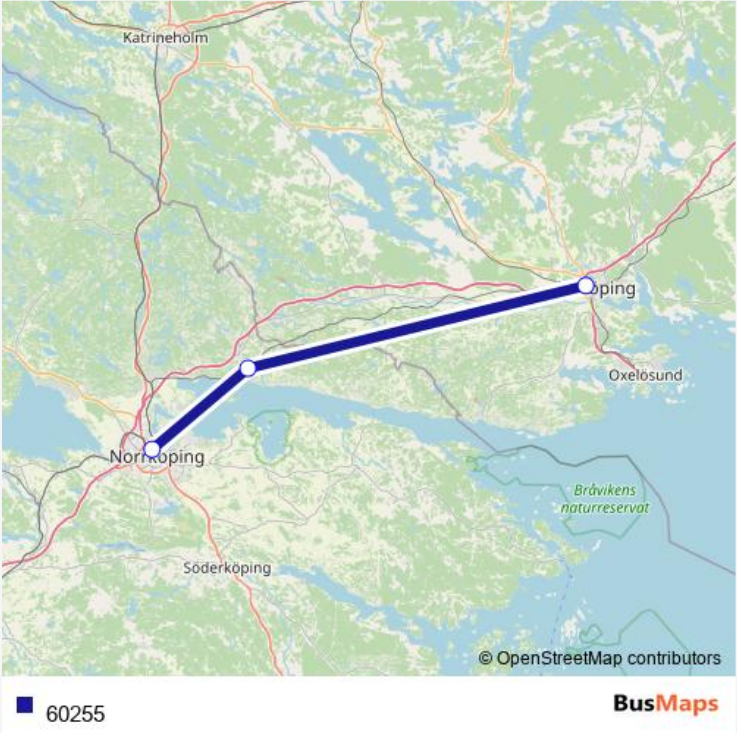 Katrineholm
öping
Oxelösund
Norrköping
Bråvikens
naturreservat
Söderköping
© OpenStreetMap contributors
60255
BusMaps